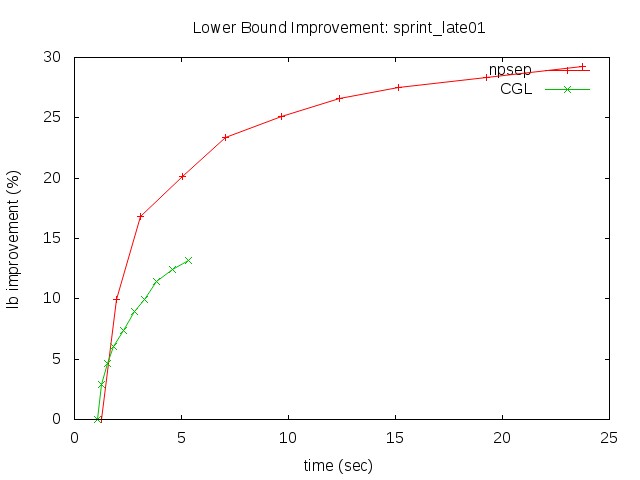 Lower Bound Improvement: sprint_late01
30
25
20
15
10
5
0
lb improvement (%)
npsep
CGL
0 5 10 15 20 25
time (sec)